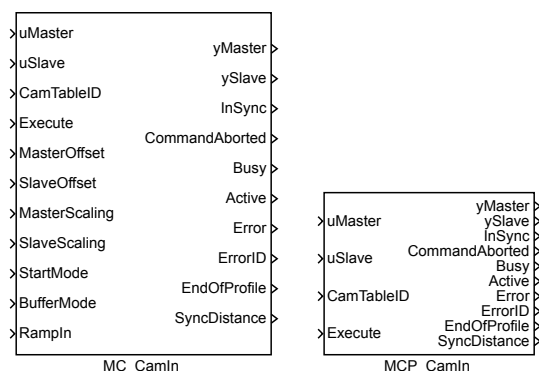 uMaster
uSlave
CamTableID
Execute
MasterOffset
SlaveOffset
MasterScaling
SlaveScaling
StartMode
BufferMode
RampIn
yMaster
ySlave
InSync
CommandAborted
Busy
Active
Error
ErrorID
EndOfProfile
SyncDistance
MC_CamIn
uMaster
uSlave
CamTableID
Execute
yMaster
ySlave
InSync
CommandAborted
Busy
Active
Error
ErrorID
EndOfProfile
SyncDistance
MCP_CamIn